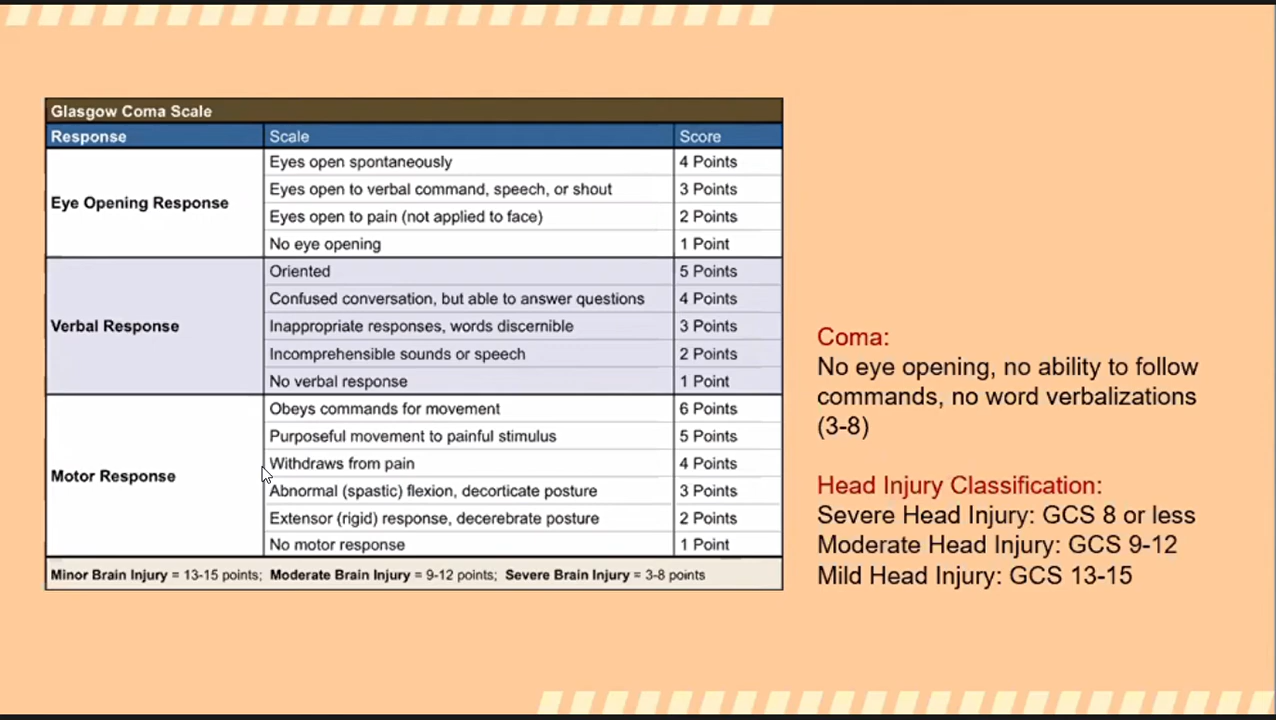 Glasgow Coma Scale
Response Scale Score
Eye Opening Response
Eyes open spontaneously 4 Points
Eyes open to verbal command, speech, or shout 3 Points
Eyes open to pain (not applied to face) 2 Points
No eye opening 1 Point
Verbal Response
Oriented 5 Points
Confused conversation, but able to answer questions 4 Points
Inappropriate responses, words discernible 3 Points
Incomprehensible sounds or speech 2 Points
No verbal response 1 Point
Motor Response
Obeys commands for movement 6 Points
Purposeful movement to painful stimulus 5 Points
Withdraws from pain 4 Points
Abnormal (spastic) flexion, decorticate posture 3 Points
Extensor (rigid) response, decerebrate posture 2 Points
No motor response 1 Point
Minor Brain Injury = 13-15 points; Moderate Brain Injury = 9-12 points; Severe Brain Injury = 3-8 points
Coma:
No eye opening, no ability to follow
commands, no word verbalizations
(3-8)
Head Injury Classification:
Severe Head Injury: GCS 8 or less
Moderate Head Injury: GCS 9-12
Mild Head Injury: GCS 13-15